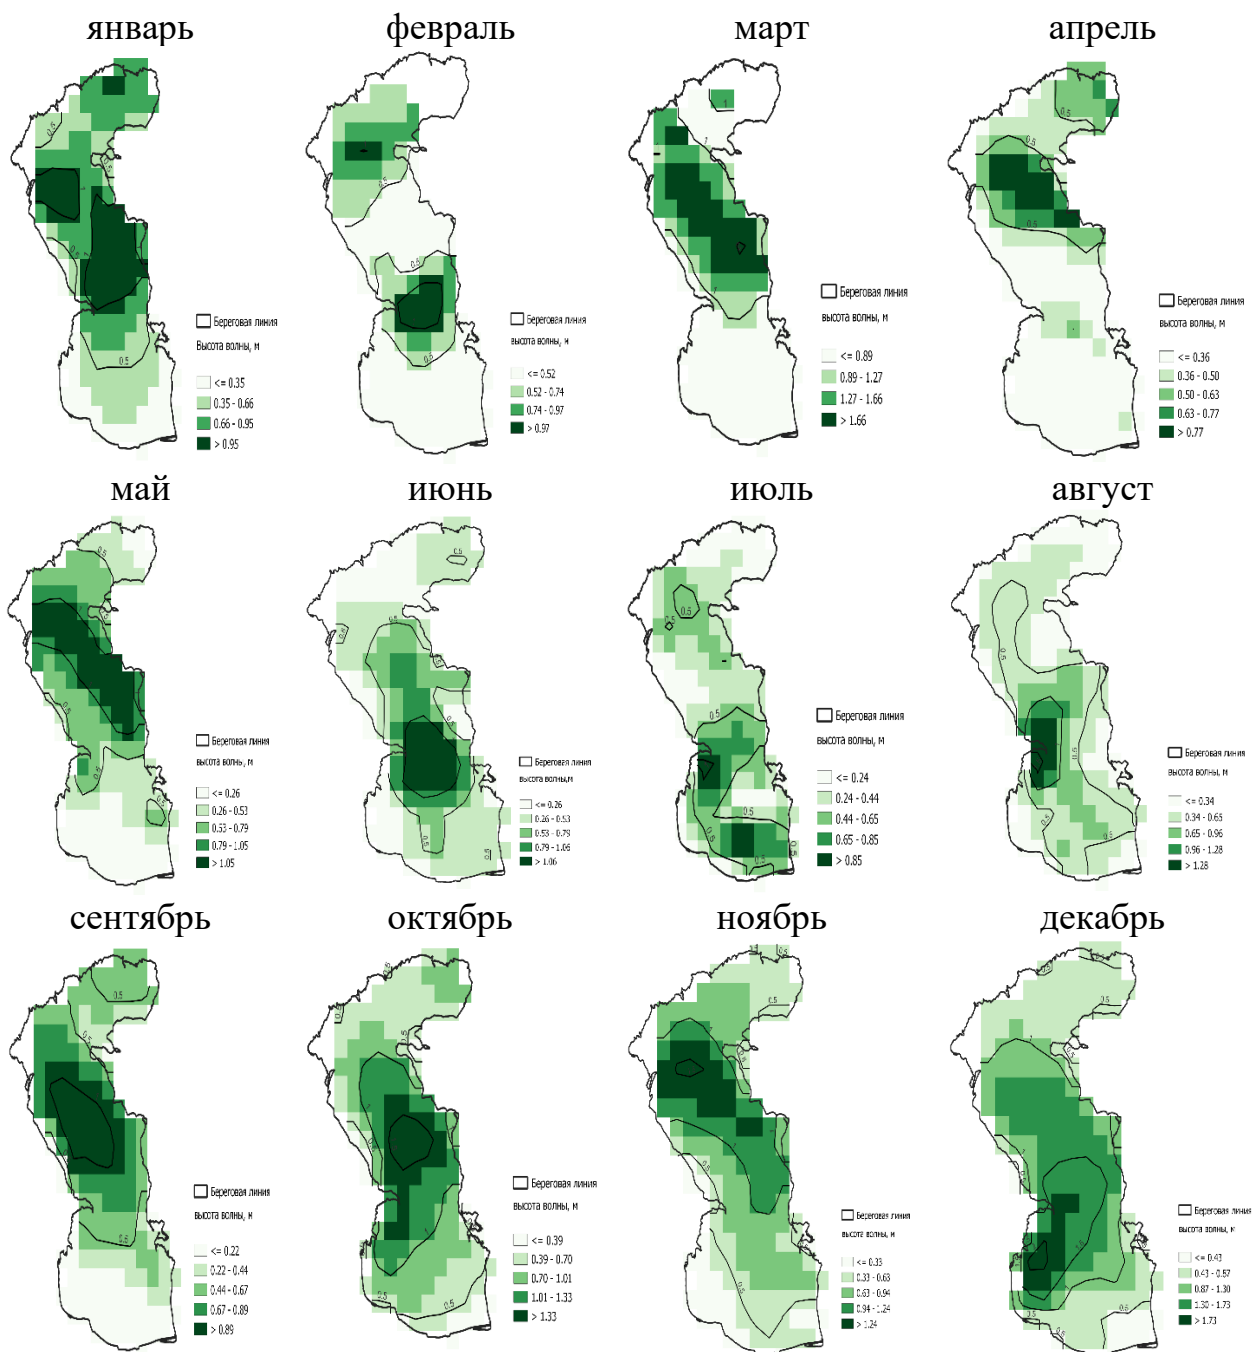 январь
февраль
март
апрель
Береговая линия
высота волны, м
<= 0.35
0.35 - 0.66
0.66 - 0.95
> 0.95
Береговая линия
высота волны, м
<= 0.52
0.52 - 0.74
0.74 - 0.97
> 0.97
Береговая линия
высота волны, м
<= 0.89
0.89 - 1.27
1.27 - 1.66
> 1.66
Береговая линия
высота волны, м
<= 0.36
0.36 - 0.50
0.50 - 0.63
0.63 - 0.77
> 0.77
май
июнь
июль
август
Береговая линия
высота волнь, м
<= 0.26
0.26 - 0.53
0.53 - 0.79
0.79 - 1.05
> 1.05
Береговая линия
высота волны,м
<= 0.26
0.26 - 0.53
0.53 - 0.79
0.79 - 1.06
> 1.06
Береговая линия
высота волны, м
<= 0.24
0.24 - 0.44
0.44 - 0.65
0.65 - 0.85
> 0.85
Береговая линия
высота волны, м
<= 0.34
0.34 - 0.65
0.65 - 0.96
0.96 - 1.28
> 1.28
сентябрь
октябрь
ноябрь
декабрь
Береговая линия
высота волны, м
<= 0.22
0.22 - 0.44
0.44 - 0.67
0.67 - 0.89
> 0.89
Береговая линия
высота волны, м
<= 0.39
0.39 - 0.70
0.70 - 1.01
1.01 - 1.33
> 1.33
Береговая линия
высота волны, м
<= 0.33
0.33 - 0.63
0.63 - 0.94
0.94 - 1.24
> 1.24
Береговая линия
высота волны, м
<= 0.43
0.43 - 0.57
0.87 - 1.30
1.30 - 1.73
> 1.73